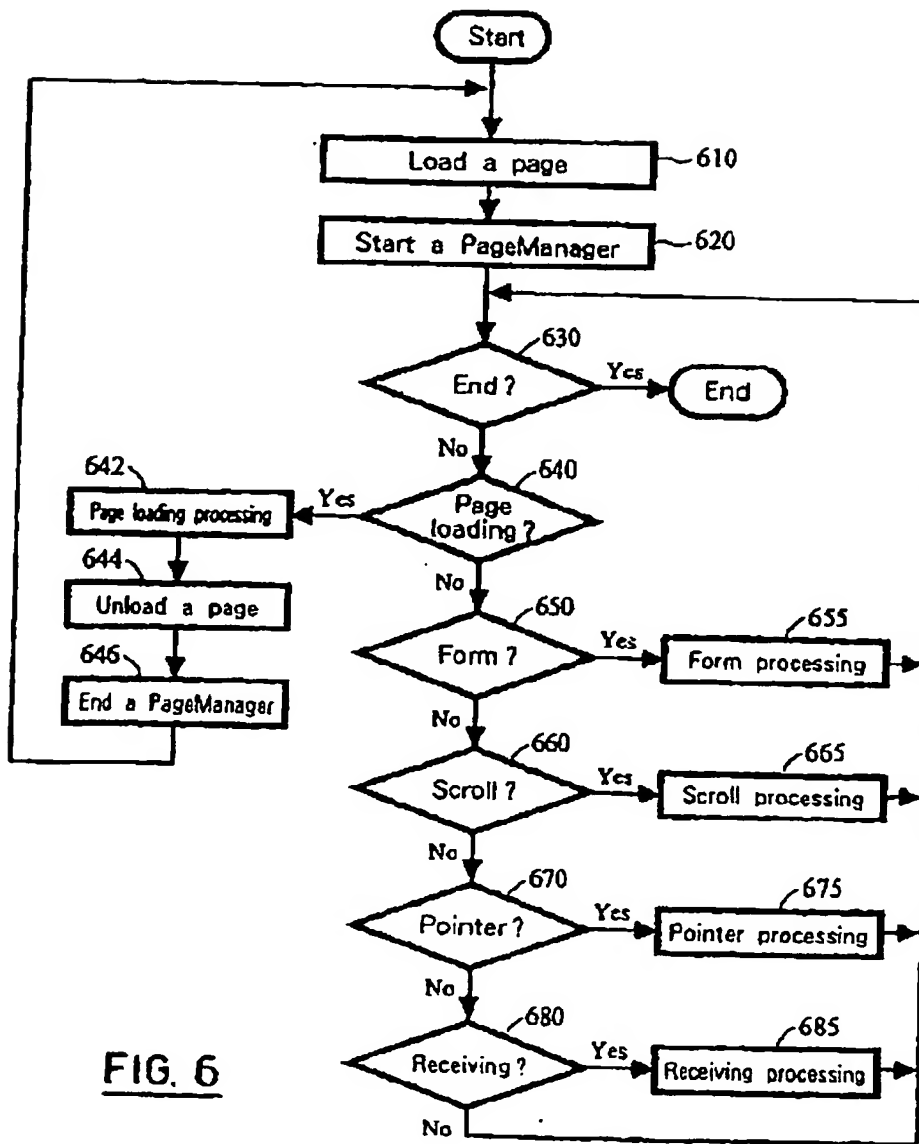 Start
Load a page
610
Start a PageManager
620
630
End ?
Yes
End
No
640
Page
loading ?
Yes
642
Page loading processing
644
Unload a page
646
End a PageManager
No
650
Form ?
Yes
655
Form processing
No
660
Scroll ?
Yes
665
Scroll processing
No
670
Pointer ?
Yes
675
Pointer processing
No
680
Receiving ?
Yes
685
Receiving processing
No
FIG. 6